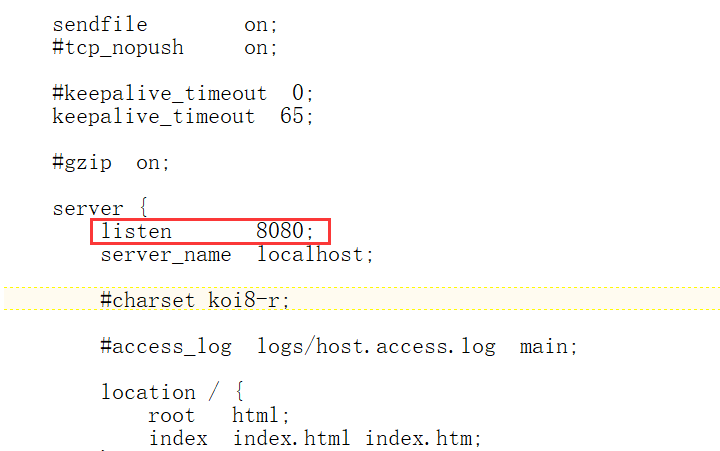 sendfile        on;
#tcp_nopush     on;
#keepalive_timeout  0;
keepalive_timeout  65;
#gzip  on;
server {
listen       8080;
server_name  localhost;
#charset koi8-r;
#access_log  logs/host.access.log  main;
location / {
root   html;
index  index.html index.htm;